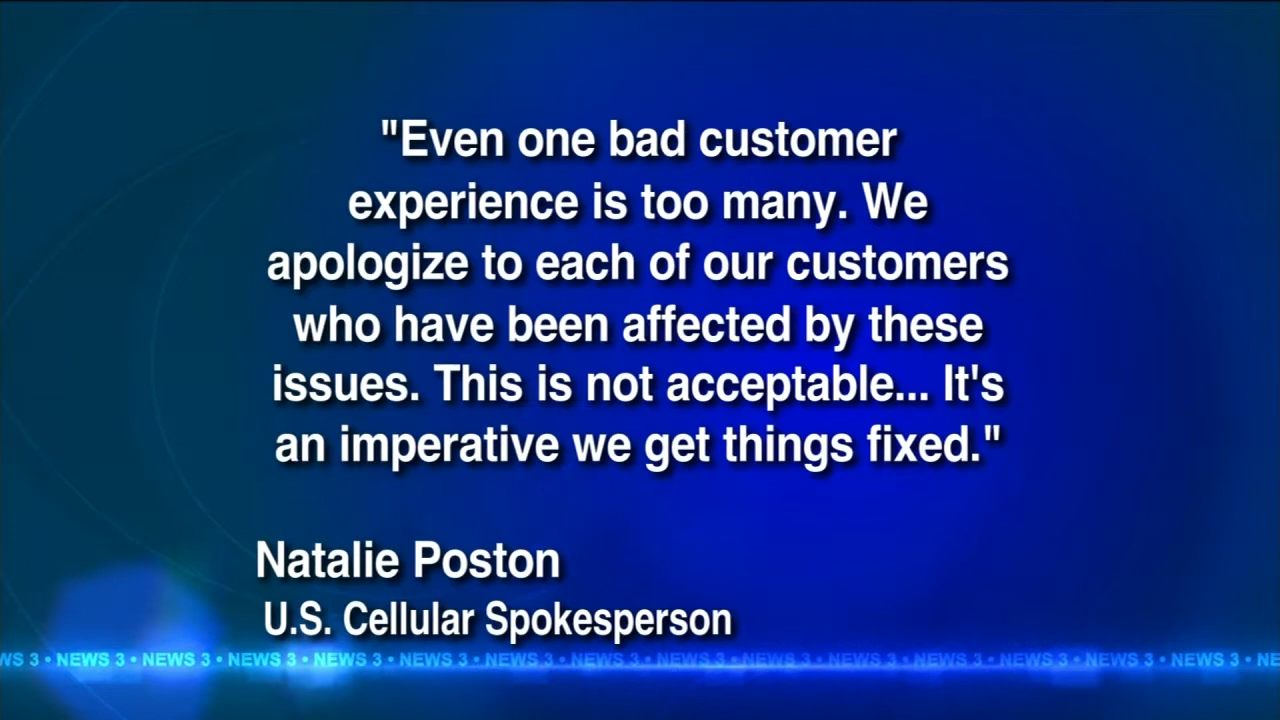 "Even one bad customer
experience is too many. We
apologize to each of our customers
who have been affected by these
issues. This is not acceptable... It's
an imperative we get things fixed."
Natalie Poston
U.S. Cellular Spokesperson
WS 3 • NEWS 3 • NEWS 3 • NEWS 3 • NEWS 3 • NEWS 3 • NEWS 3 • NEWS 3 • NEWS 3 • NEWS 3 • NEWS 3 • NEWS 3 • NEWS 3 • NEWS 3 • NEWS 3 • NE